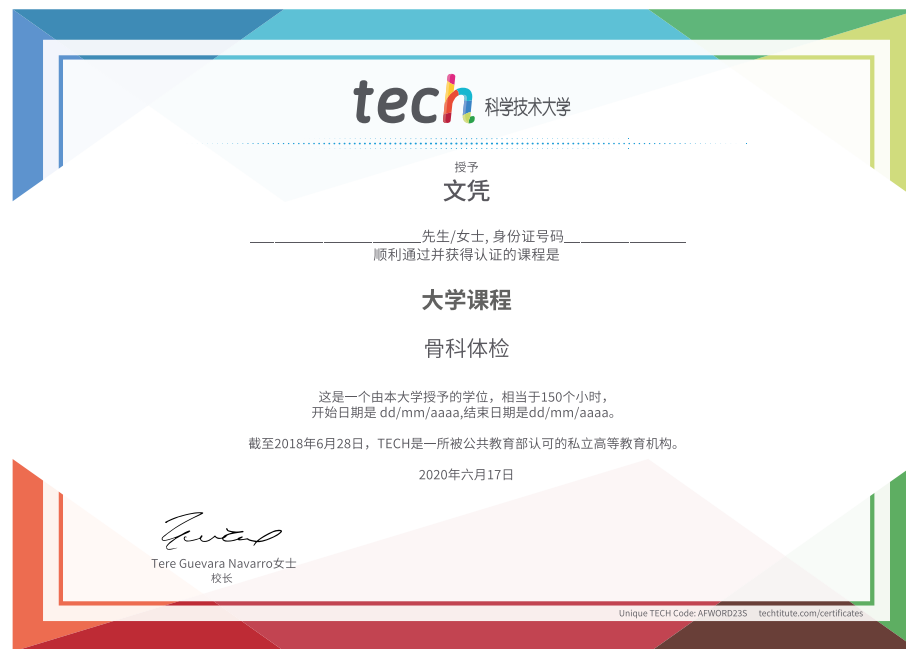 tech 科学技术大学
授予
文凭
先生/女士, 身份证号码
顺利通过并获得认证的课程是
大学课程
骨科体检
这是一个由本大学授予的学位，相当于150个小时，
开始日期是 dd/mm/aaaa,结束日期是dd/mm/aaaa。
截至2018年6月28日，TECH是一所被公共教育部认可的私立高等教育机构。
2020年六月17日
Tere Guevara Navarro女士
校长
Unique TECH Code: AFWORD23S techtitute.com/certificates